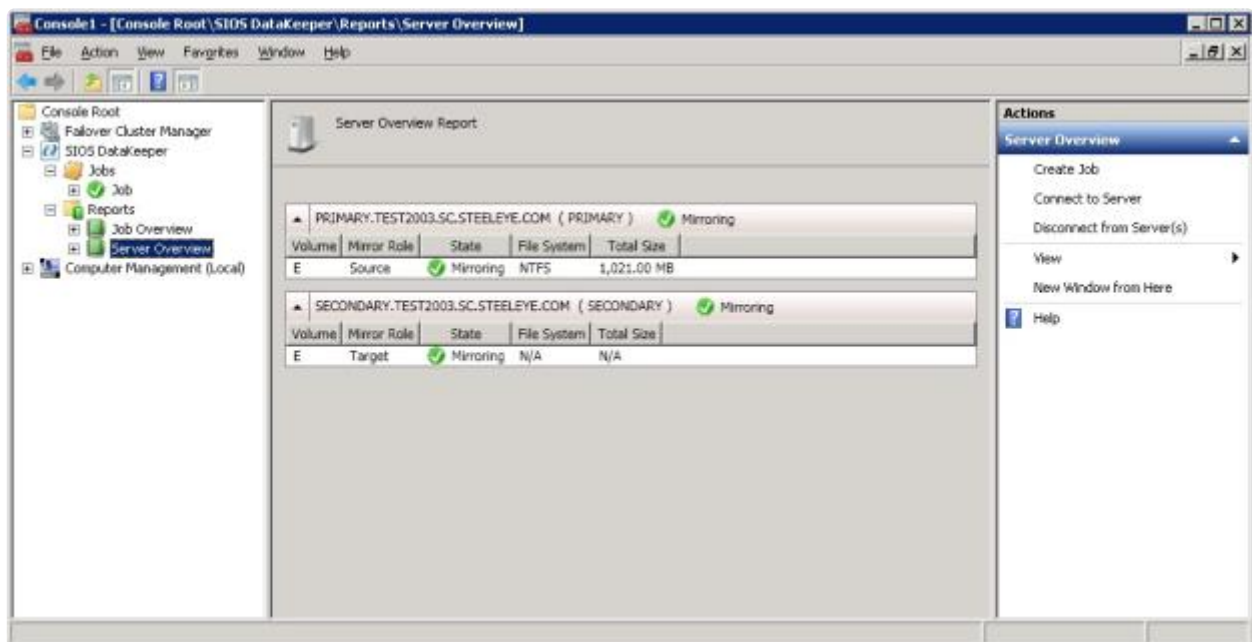 Console1 - [Console Root\SIOS DataKeeper\Reports\Server Overview]
File Action View Favorites Window Help
Console Root
Failover Cluster Manager
SIOS DataKeeper
Jobs
Job
Reports
Job Overview
Server Overview
Computer Management (Local)
Server Overview Report
PRIMARY.TEST2003.SC.STEELEYE.COM ( PRIMARY ) Mirroring
Volume Mirror Role State File System Total Size
E Source Mirroring NTFS 1,021.00 MB
SECONDARY.TEST2003.SC.STEELEYE.COM ( SECONDARY ) Mirroring
Volume Mirror Role State File System Total Size
E Target Mirroring N/A N/A
Actions
Server Overview
Create Job
Connect to Server
Disconnect from Server(s)
View
New Window from Here
Help